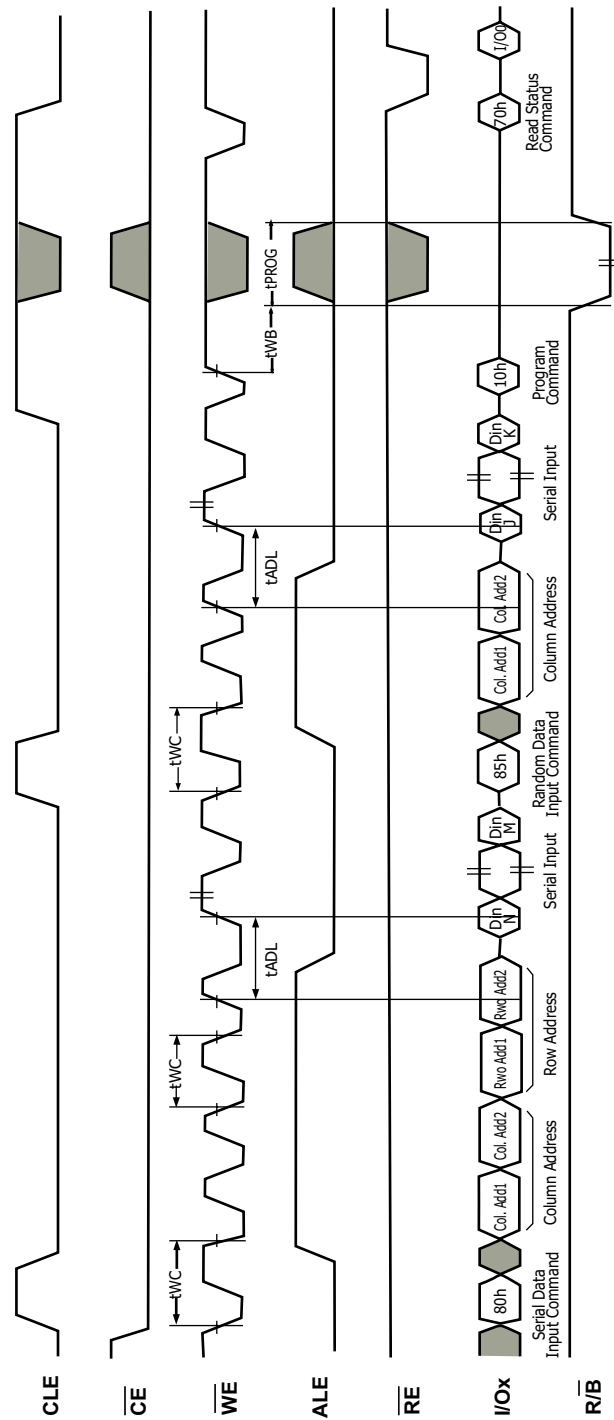 CLE
CE
WE
tWC
tWC
tADL
tWC
tADL
tWB
tPROG
ALE
RE
I/Ox
80h
Col. Add1
Col. Add2
Rwo Add1
Rwo Add2
Din
N
Din
M
85h
Col. Add1
Col. Add2
Din
J
Din
K
10h
70h
I/Oo
Serial Data
Input Command
Column Address
Row Address
Serial Input
Random Data
Input Command
Column Address
Serial Input
Program
Command
Read Status
Command
R/B